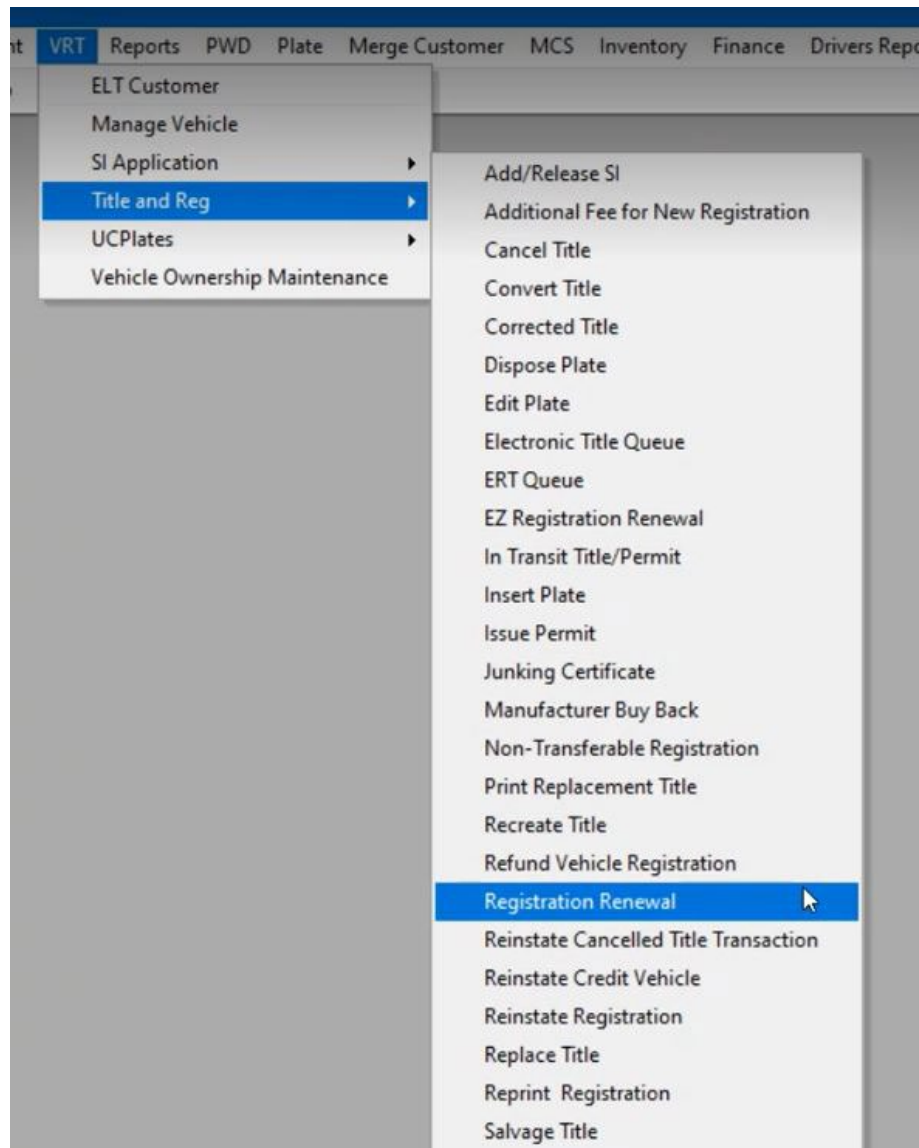 nt VRT Reports PWD Plate Merge Customer MCS Inventory Finance Drivers Repo
ELT Customer
Manage Vehicle
SI Application
Title and Reg
UCPlates
Vehicle Ownership Maintenance
Add/Release SI
Additional Fee for New Registration
Cancel Title
Convert Title
Corrected Title
Dispose Plate
Edit Plate
Electronic Title Queue
ERT Queue
EZ Registration Renewal
In Transit Title/Permit
Insert Plate
Issue Permit
Junking Certificate
Manufacturer Buy Back
Non-Transferable Registration
Print Replacement Title
Recreate Title
Refund Vehicle Registration
Registration Renewal
Reinstate Cancelled Title Transaction
Reinstate Credit Vehicle
Reinstate Registration
Replace Title
Reprint Registration
Salvage Title